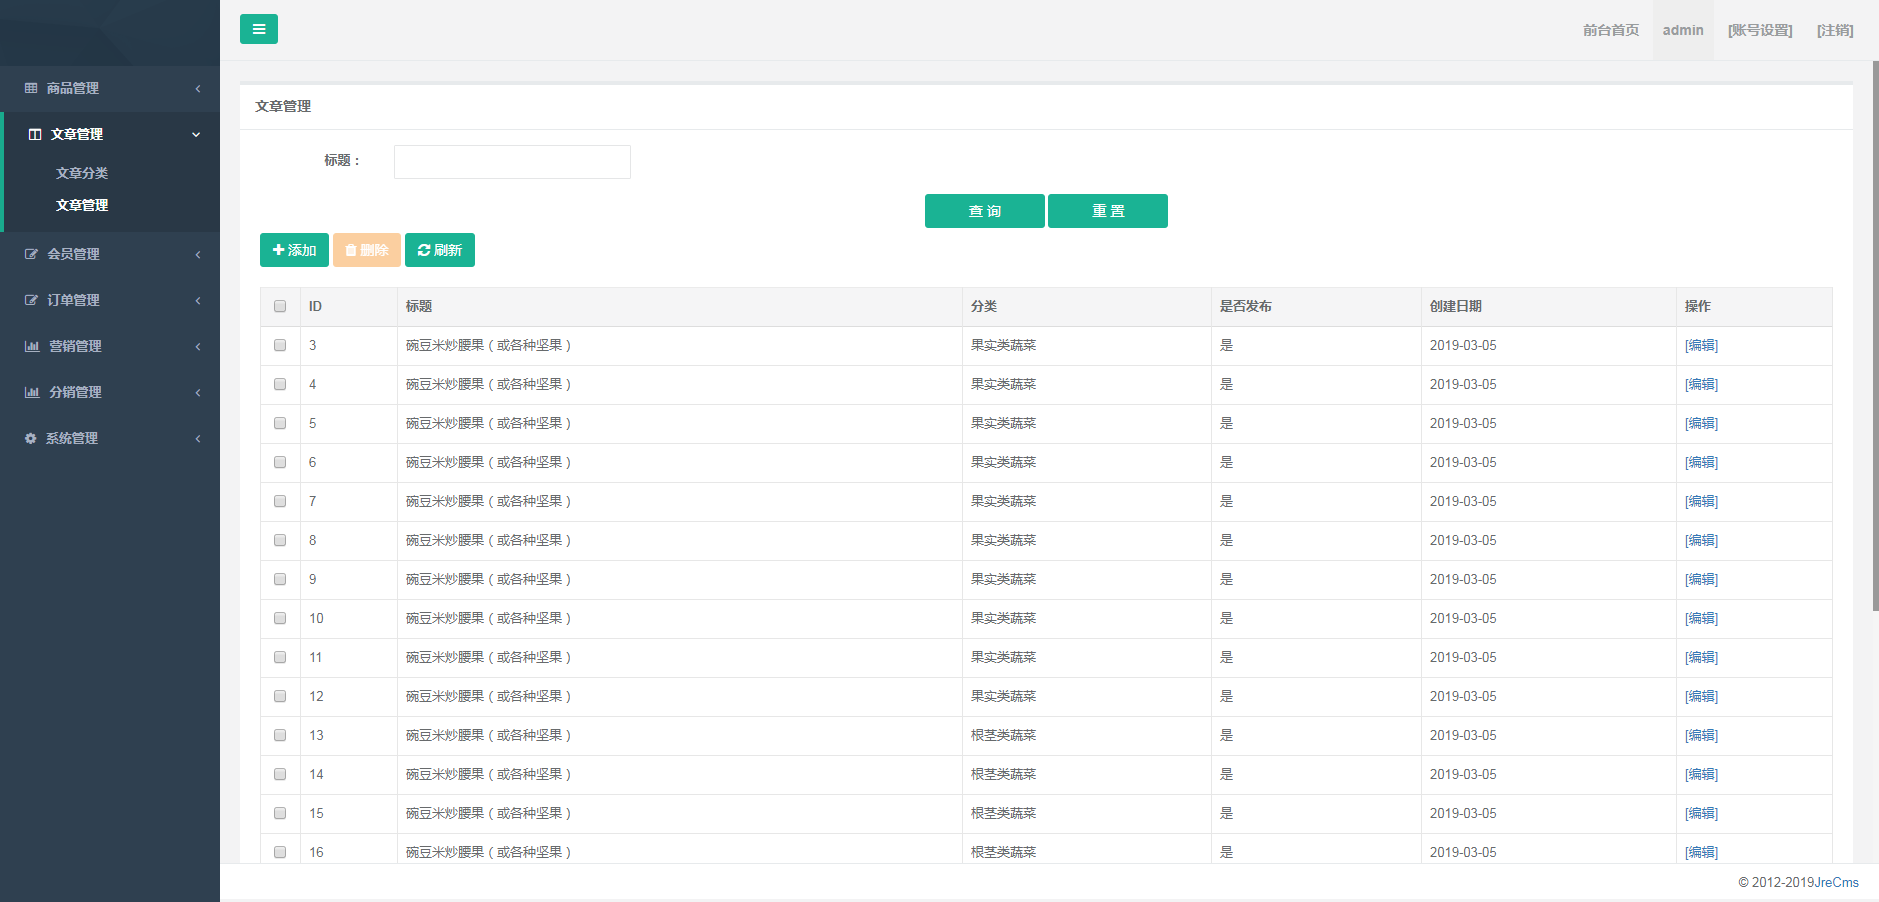 前台首页 admin [账号设置] [注销]
商品管理
文章管理
文章分类
文章管理
会员管理
订单管理
营销管理
分销管理
系统管理
文章管理
标题：
查 询 重 置
添加 删除 刷新
ID 标题 分类 是否发布 创建日期 操作
3 碗豆米炒腰果（或各种坚果） 果实类蔬菜 是 2019-03-05 [编辑]
4 碗豆米炒腰果（或各种坚果） 果实类蔬菜 是 2019-03-05 [编辑]
5 碗豆米炒腰果（或各种坚果） 果实类蔬菜 是 2019-03-05 [编辑]
6 碗豆米炒腰果（或各种坚果） 果实类蔬菜 是 2019-03-05 [编辑]
7 碗豆米炒腰果（或各种坚果） 果实类蔬菜 是 2019-03-05 [编辑]
8 碗豆米炒腰果（或各种坚果） 果实类蔬菜 是 2019-03-05 [编辑]
9 碗豆米炒腰果（或各种坚果） 果实类蔬菜 是 2019-03-05 [编辑]
10 碗豆米炒腰果（或各种坚果） 果实类蔬菜 是 2019-03-05 [编辑]
11 碗豆米炒腰果（或各种坚果） 果实类蔬菜 是 2019-03-05 [编辑]
12 碗豆米炒腰果（或各种坚果） 果实类蔬菜 是 2019-03-05 [编辑]
13 碗豆米炒腰果（或各种坚果） 根茎类蔬菜 是 2019-03-05 [编辑]
14 碗豆米炒腰果（或各种坚果） 根茎类蔬菜 是 2019-03-05 [编辑]
15 碗豆米炒腰果（或各种坚果） 根茎类蔬菜 是 2019-03-05 [编辑]
16 碗豆米炒腰果（或各种坚果） 根茎类蔬菜 是 2019-03-05 [编辑]
© 2012-2019JreCms